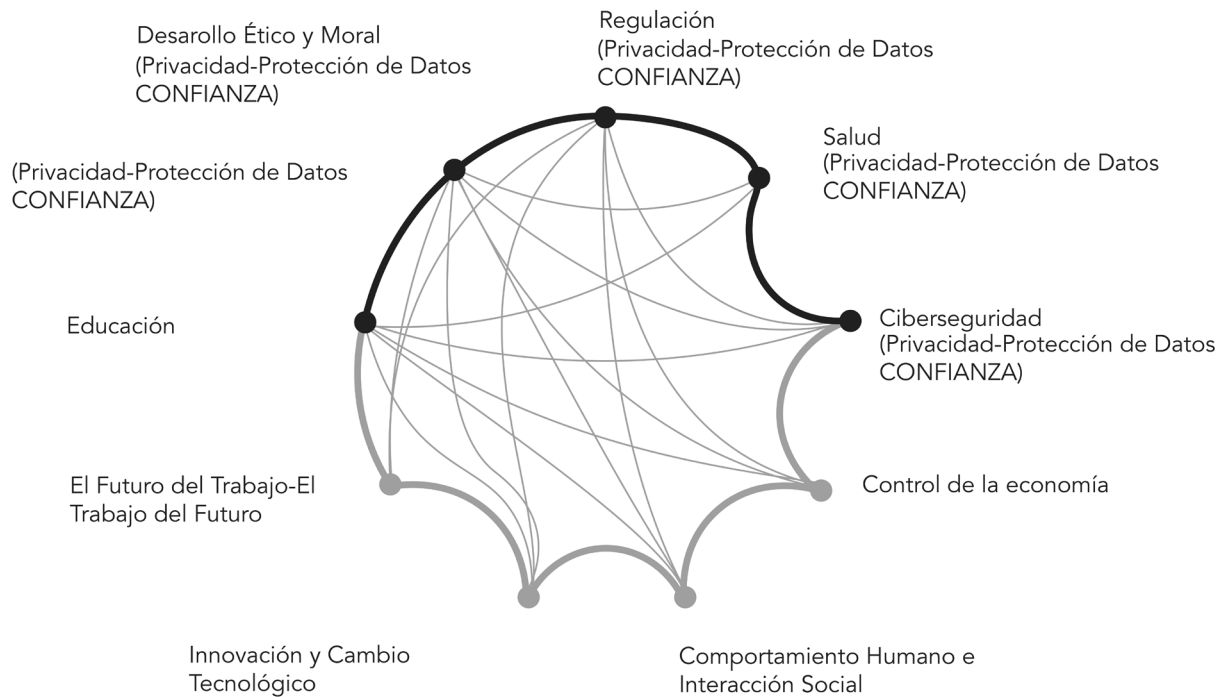 Desarollo Ético y Moral
(Privacidad-Protección de Datos
CONFIANZA)
Regulación
(Privacidad-Protección de Datos
CONFIANZA)
Salud
(Privacidad-Protección de Datos
CONFIANZA)
(Privacidad-Protección de Datos
CONFIANZA)
Educación
Ciberseguridad
(Privacidad-Protección de Datos
CONFIANZA)
El Futuro del Trabajo-El
Trabajo del Futuro
Control de la economía
Innovación y Cambio
Tecnológico
Comportamiento Humano e
Interacción Social